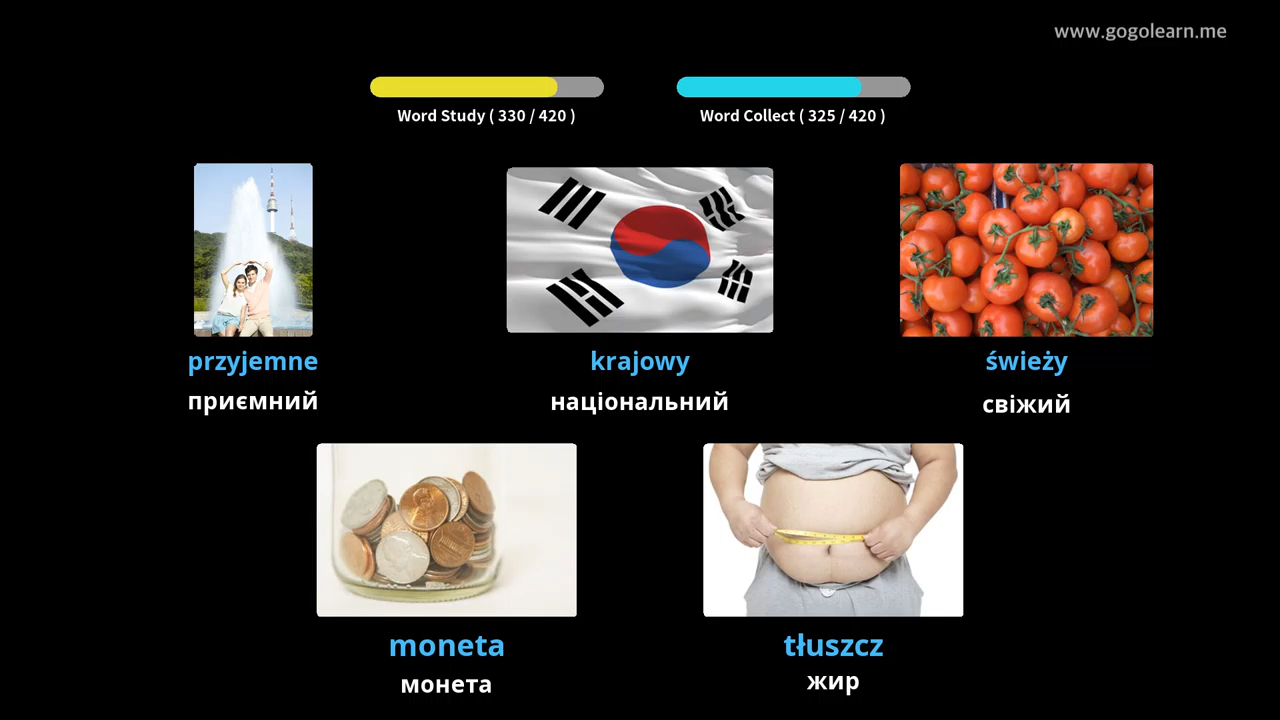 www.gogolearn.me
Word Study ( 330 / 420 )
Word Collect ( 325 / 420 )
przyjemne
krajowy
świeży
приємний
національний
свіжий
moneta
tłuszcz
монета
жир